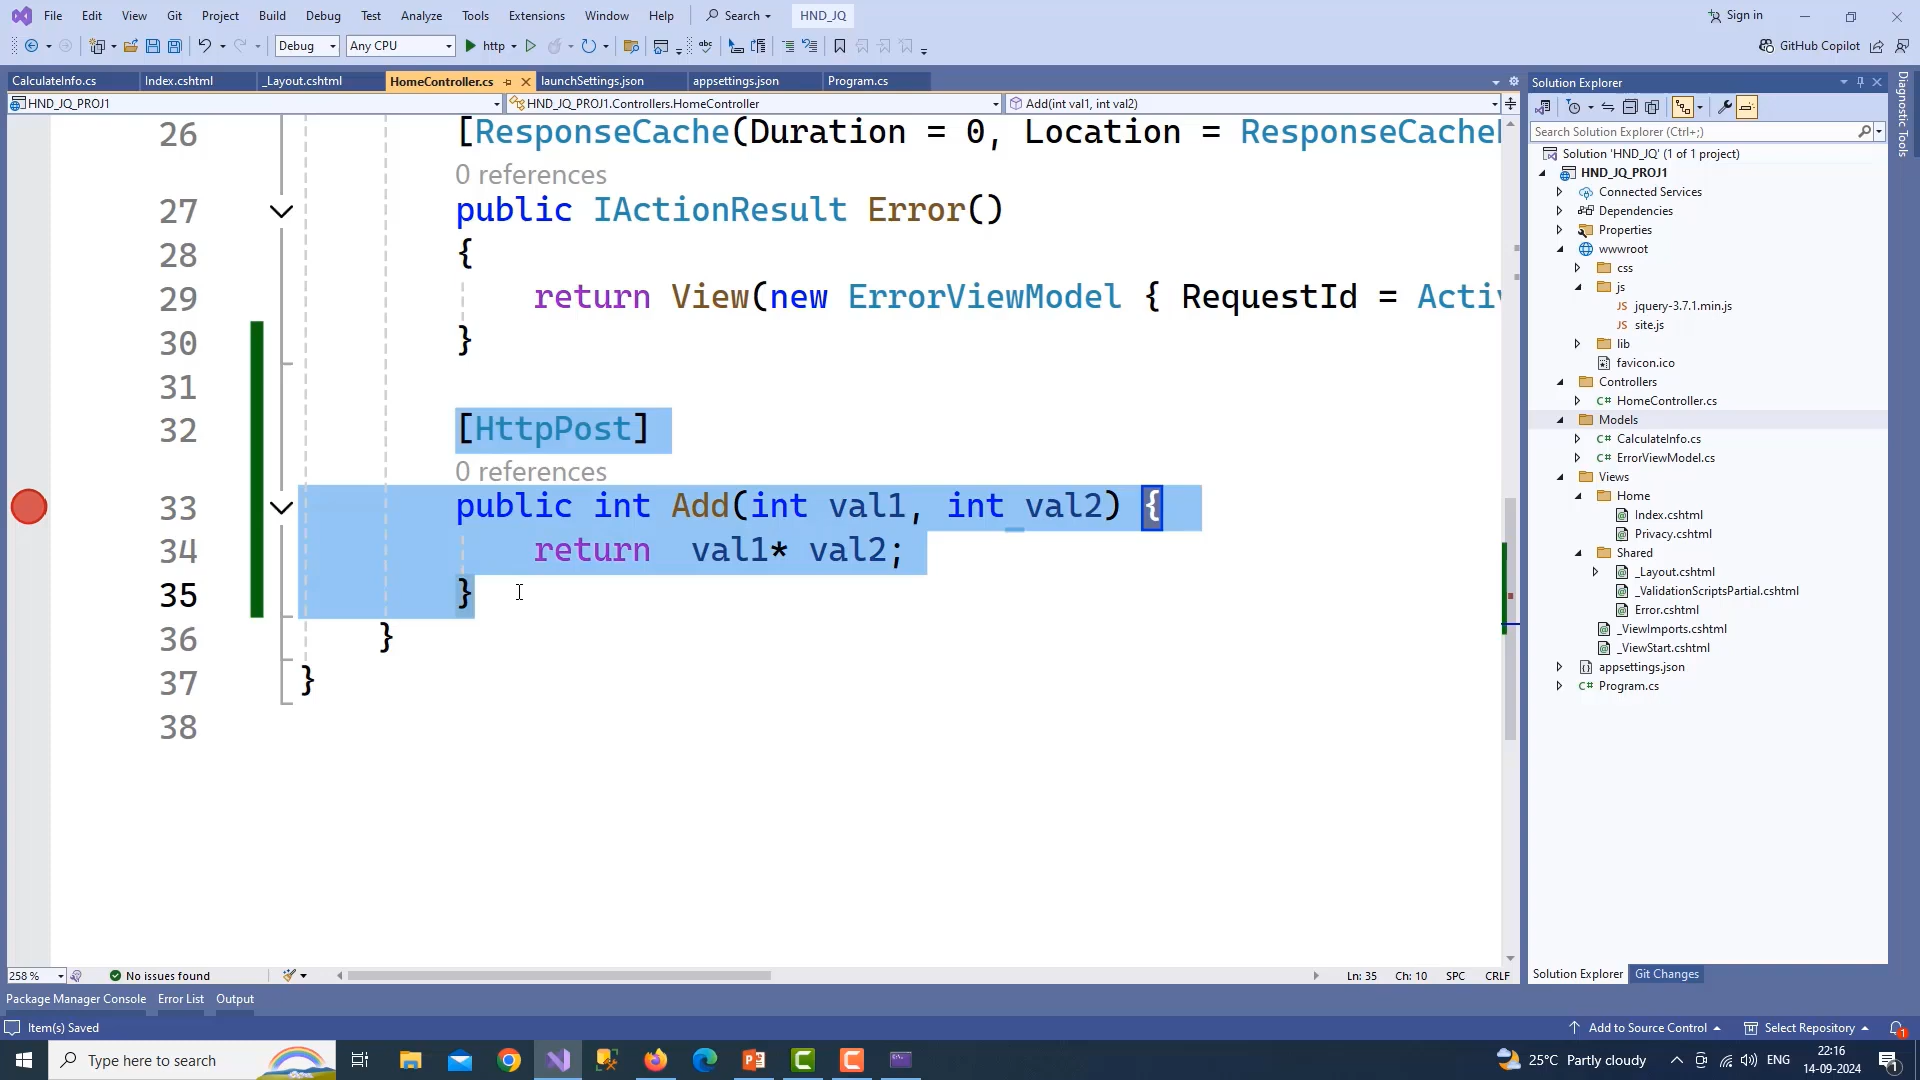 File Edit View Git Project Build Debug Test Analyze Tools Extensions Window Help Search HND_JQ Sign in
Debug Any CPU http GitHub Copilot
CalculateInfo.cs Index.cshtml _Layout.cshtml HomeController.cs launchSettings.json appsettings.json Program.cs
HND_JQ_PROJ1 HND_JQ_PROJ1.Controllers.HomeController Add(int val1, int val2)
26 [ResponseCache(Duration = 0, Location = ResponseCache
0 references
27 public IActionResult Error()
28 {
29 return View(new ErrorViewModel { RequestId = Activ
30 }
31
32 [HttpPost]
0 references
33 public int Add(int val1, int val2) {
34 return  val1* val2;
35 }
36 }
37 }
38
258 % No issues found Ln: 35 Ch: 10 SPC CRLF
Solution Explorer
Search Solution Explorer (Ctrl+;)
Solution 'HND_JQ' (1 of 1 project)
HND_JQ_PROJ1
Connected Services
Dependencies
Properties
wwwroot
css
js
JS jquery-3.7.1.min.js
JS site.js
lib
favicon.ico
Controllers
C# HomeController.cs
Models
C# CalculateInfo.cs
C# ErrorViewModel.cs
Views
Home
Index.cshtml
Privacy.cshtml
Shared
_Layout.cshtml
_ValidationScriptsPartial.cshtml
Error.cshtml
_ViewImports.cshtml
_ViewStart.cshtml
appsettings.json
C# Program.cs
Solution Explorer Git Changes
Diagnostic Tools
Package Manager Console Error List Output
Item(s) Saved Add to Source Control Select Repository 1
Type here to search 25°C Partly cloudy ENG 22:16
14-09-2024 1